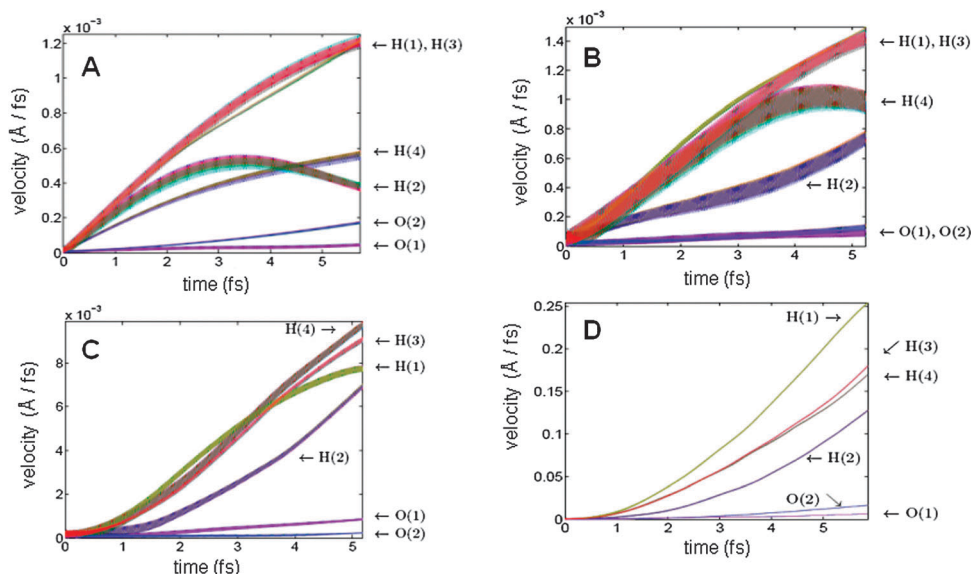 x 10⁻³
A
1.2
1.0
0.8
0.6
0.4
0.2
0
0 1 2 3 4 5
velocity (Å / fs)
time (fs)
← H(1), H(3)
← H(4)
← H(2)
← O(2)
← O(1)
x 10⁻³
B
1.4
1.2
1.0
0.8
0.6
0.4
0.2
0
0 1 2 3 4 5
velocity (Å / fs)
time (fs)
← H(1), H(3)
← H(4)
← H(2)
← O(1), O(2)
x 10⁻³
C
8
6
4
2
0
0 1 2 3 4 5
velocity (Å / fs)
time (fs)
H(4) →
← H(3)
← H(1)
← H(2)
← O(1)
← O(2)
D
0.25
0.2
0.15
0.1
0.05
0
0 1 2 3 4 5
velocity (Å / fs)
time (fs)
H(1) →
↙ H(3)
← H(4)
← H(2)
O(2) ↘
← O(1)